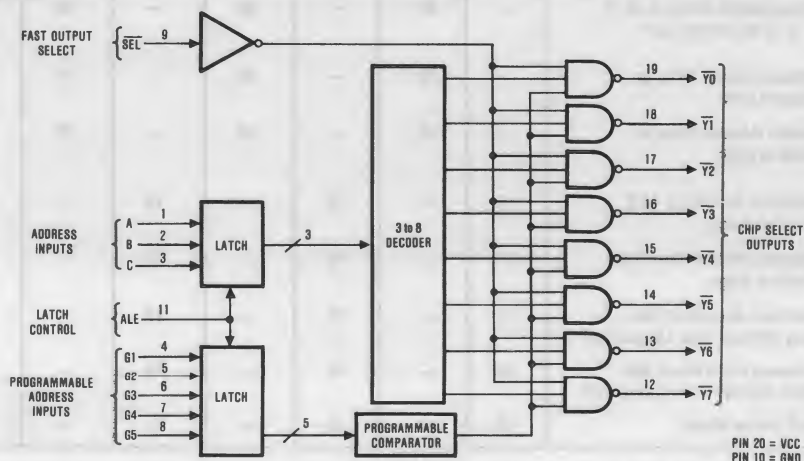 FAST OUTPUT
SELECT
SEL
9
ADDRESS
INPUTS
A
1
B
2
C
3
LATCH
3
3 to 8
DECODER
LATCH
CONTROL
ALE
11
PROGRAMMABLE
ADDRESS
INPUTS
G1
4
G2
5
G3
6
G4
7
G5
8
LATCH
5
PROGRAMMABLE
COMPARATOR
19
Y0
18
Y1
17
Y2
16
Y3
15
Y4
14
Y5
13
Y6
12
Y7
CHIP SELECT
OUTPUTS
PIN 20 = VCC
PIN 10 = GND